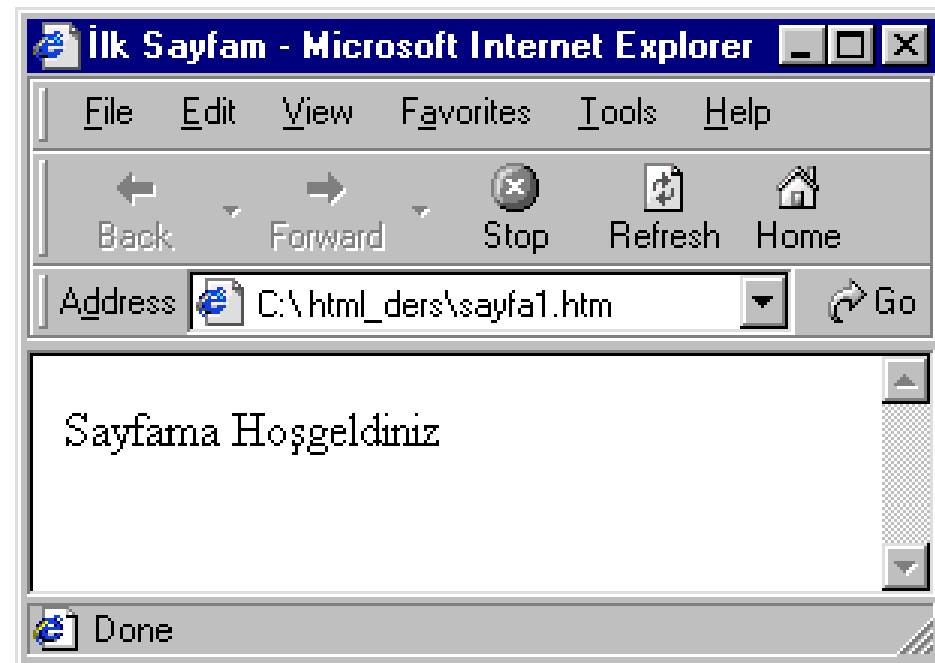 İlk Sayfam - Microsoft Internet Explorer
File Edit View Favorites Tools Help
Back Forward Stop Refresh Home
Address C:\html_ders\sayfa1.htm Go
Sayfama Hoşgeldiniz
Done